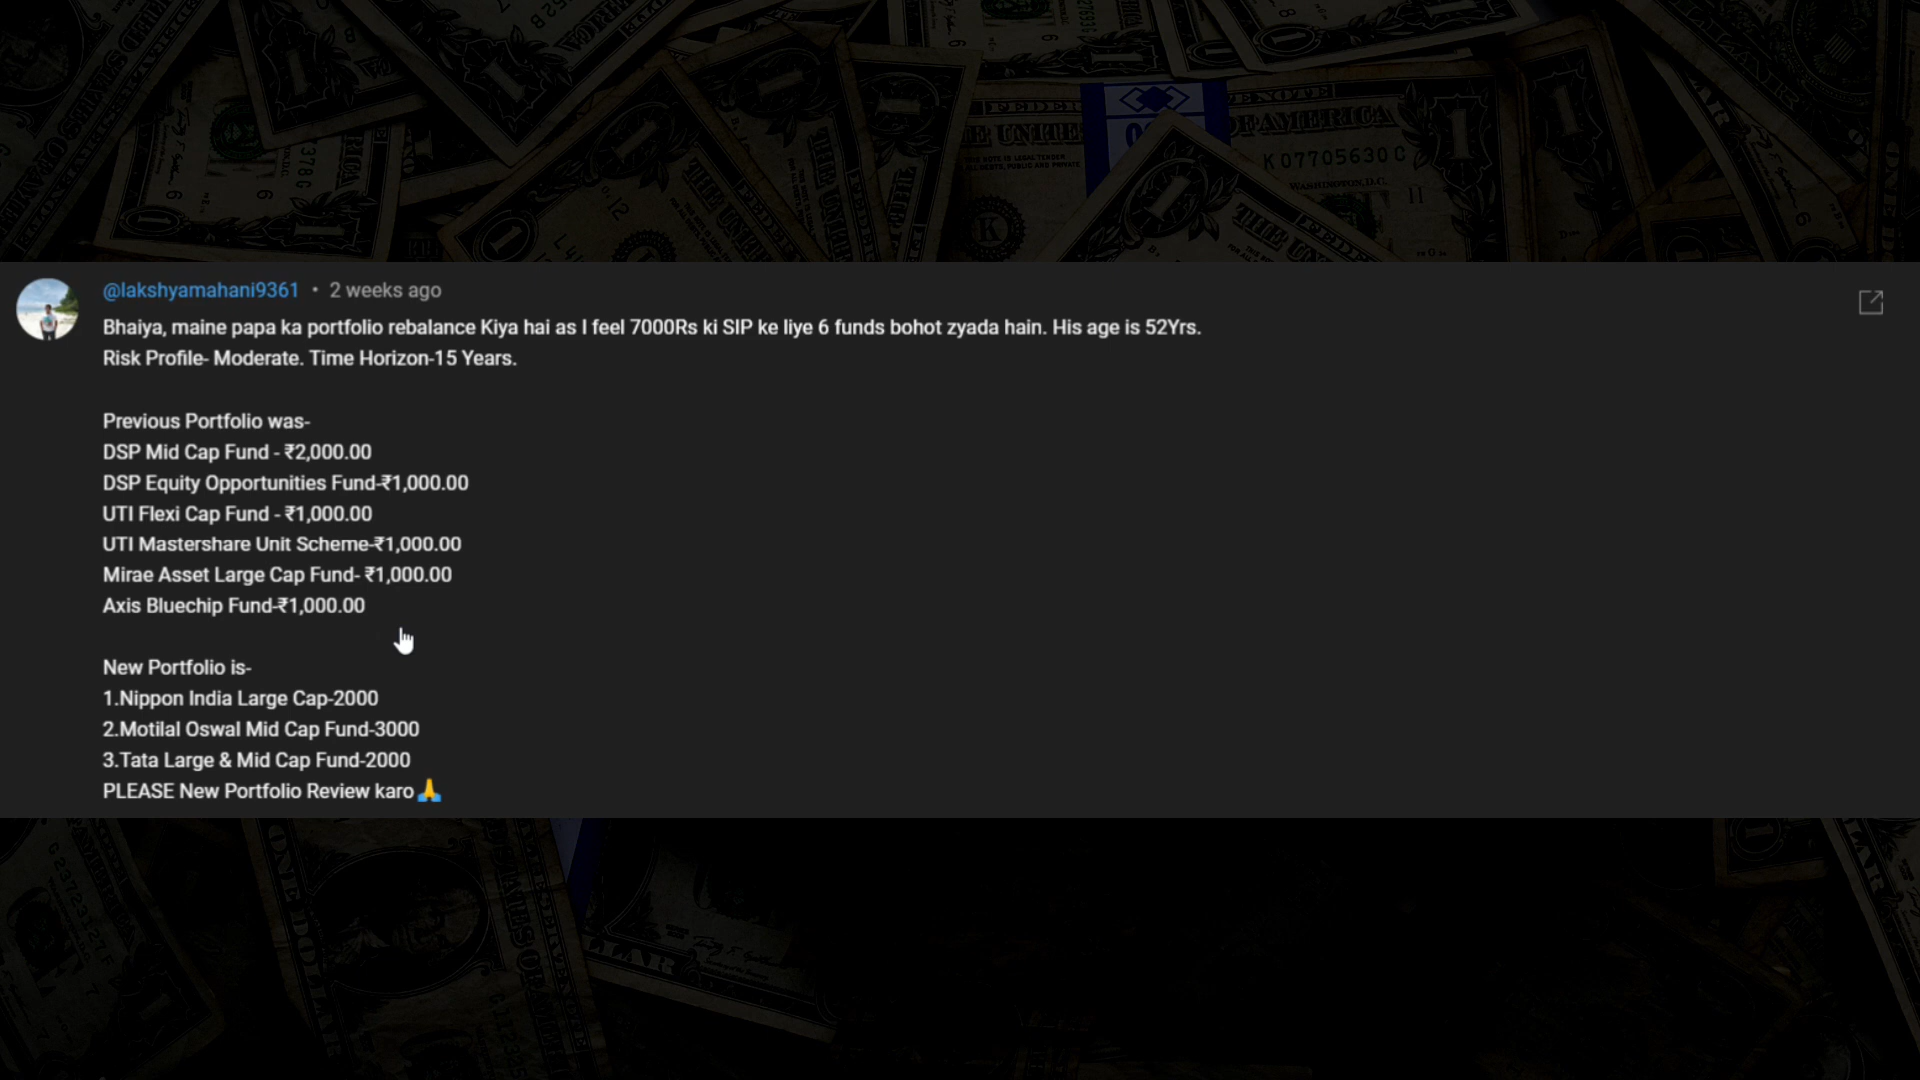 @lakshyamahani9361 • 2 weeks ago
Bhaiya, maine papa ka portfolio rebalance Kiya hai as I feel 7000Rs ki SIP ke liye 6 funds bohot zyada hain. His age is 52Yrs.
Risk Profile- Moderate. Time Horizon-15 Years.
Previous Portfolio was-
DSP Mid Cap Fund - ₹2,000.00
DSP Equity Opportunities Fund-₹1,000.00
UTI Flexi Cap Fund - ₹1,000.00
UTI Mastershare Unit Scheme-₹1,000.00
Mirae Asset Large Cap Fund- ₹1,000.00
Axis Bluechip Fund-₹1,000.00
New Portfolio is-
1.Nippon India Large Cap-2000
2.Motilal Oswal Mid Cap Fund-3000
3.Tata Large & Mid Cap Fund-2000
PLEASE New Portfolio Review karo🙏